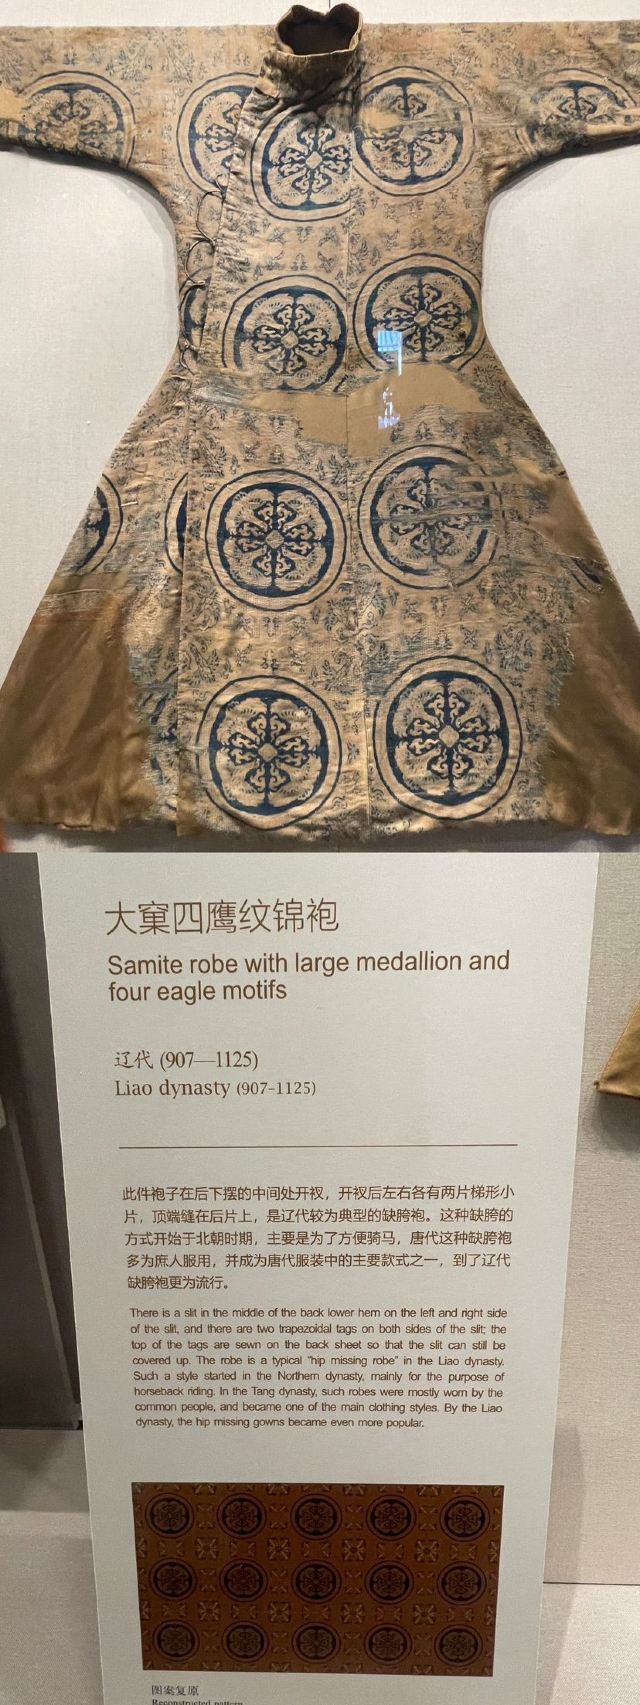 大窠四鹰纹锦袍
Samite robe with large medallion and
four eagle motifs
辽代 (907—1125)
Liao dynasty (907-1125)
此件袍子在后下摆的中间处开衩，开衩后左右各有两片梯形小
片，顶端缝在后片上，是辽代较为典型的缺胯袍。这种缺胯的
方式开始于北朝时期，主要是为了方便骑马，唐代这种缺胯袍
多为庶人服用，并成为唐代服装中的主要款式之一，到了辽代
缺胯袍更为流行。
There is a slit in the middle of the back lower hem on the left and right side
of the slit, and there are two trapezoidal tags on both sides of the slit; the
top of the tags are sewn on the back sheet so that the slit can still be
covered up. The robe is a typical "hip missing robe" in the Liao dynasty.
Such a style started in the Northern dynasty, mainly for the purpose of
horseback riding. In the Tang dynasty, such robes were mostly worn by the
common people, and became one of the main clothing styles. By the Liao
dynasty, the hip missing gowns became even more popular.
图案复原
Reconstructed pattern